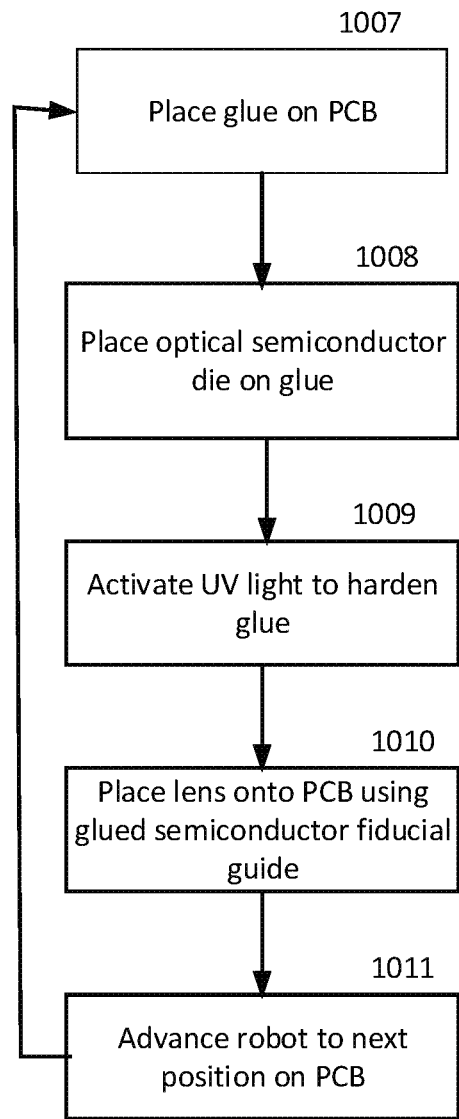 1007
Place glue on PCB
1008
Place optical semiconductor
die on glue
1009
Activate UV light to harden
glue
1010
Place lens onto PCB using
glued semiconductor fiducial
guide
1011
Advance robot to next
position on PCB